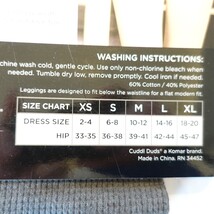 WASHING INSTRUCTIONS:
chine wash cold, gentle cycle. Use only non-chlorine bleach when
needed. Tumble dry low, remove promptly. Cool iron if needed.
60% Cotton / 40% Polyester
Leggings are designed to fit below the waistline for a flat modern fit.
SIZE CHART XS S M L XL
DRESS SIZE 2-4 6-8 10-12 14-16 18-20
HIP 33-35 36-38 39-41 42-44 45-47
Cuddl Duds® a Komar brand.
Made in China. RN 34452